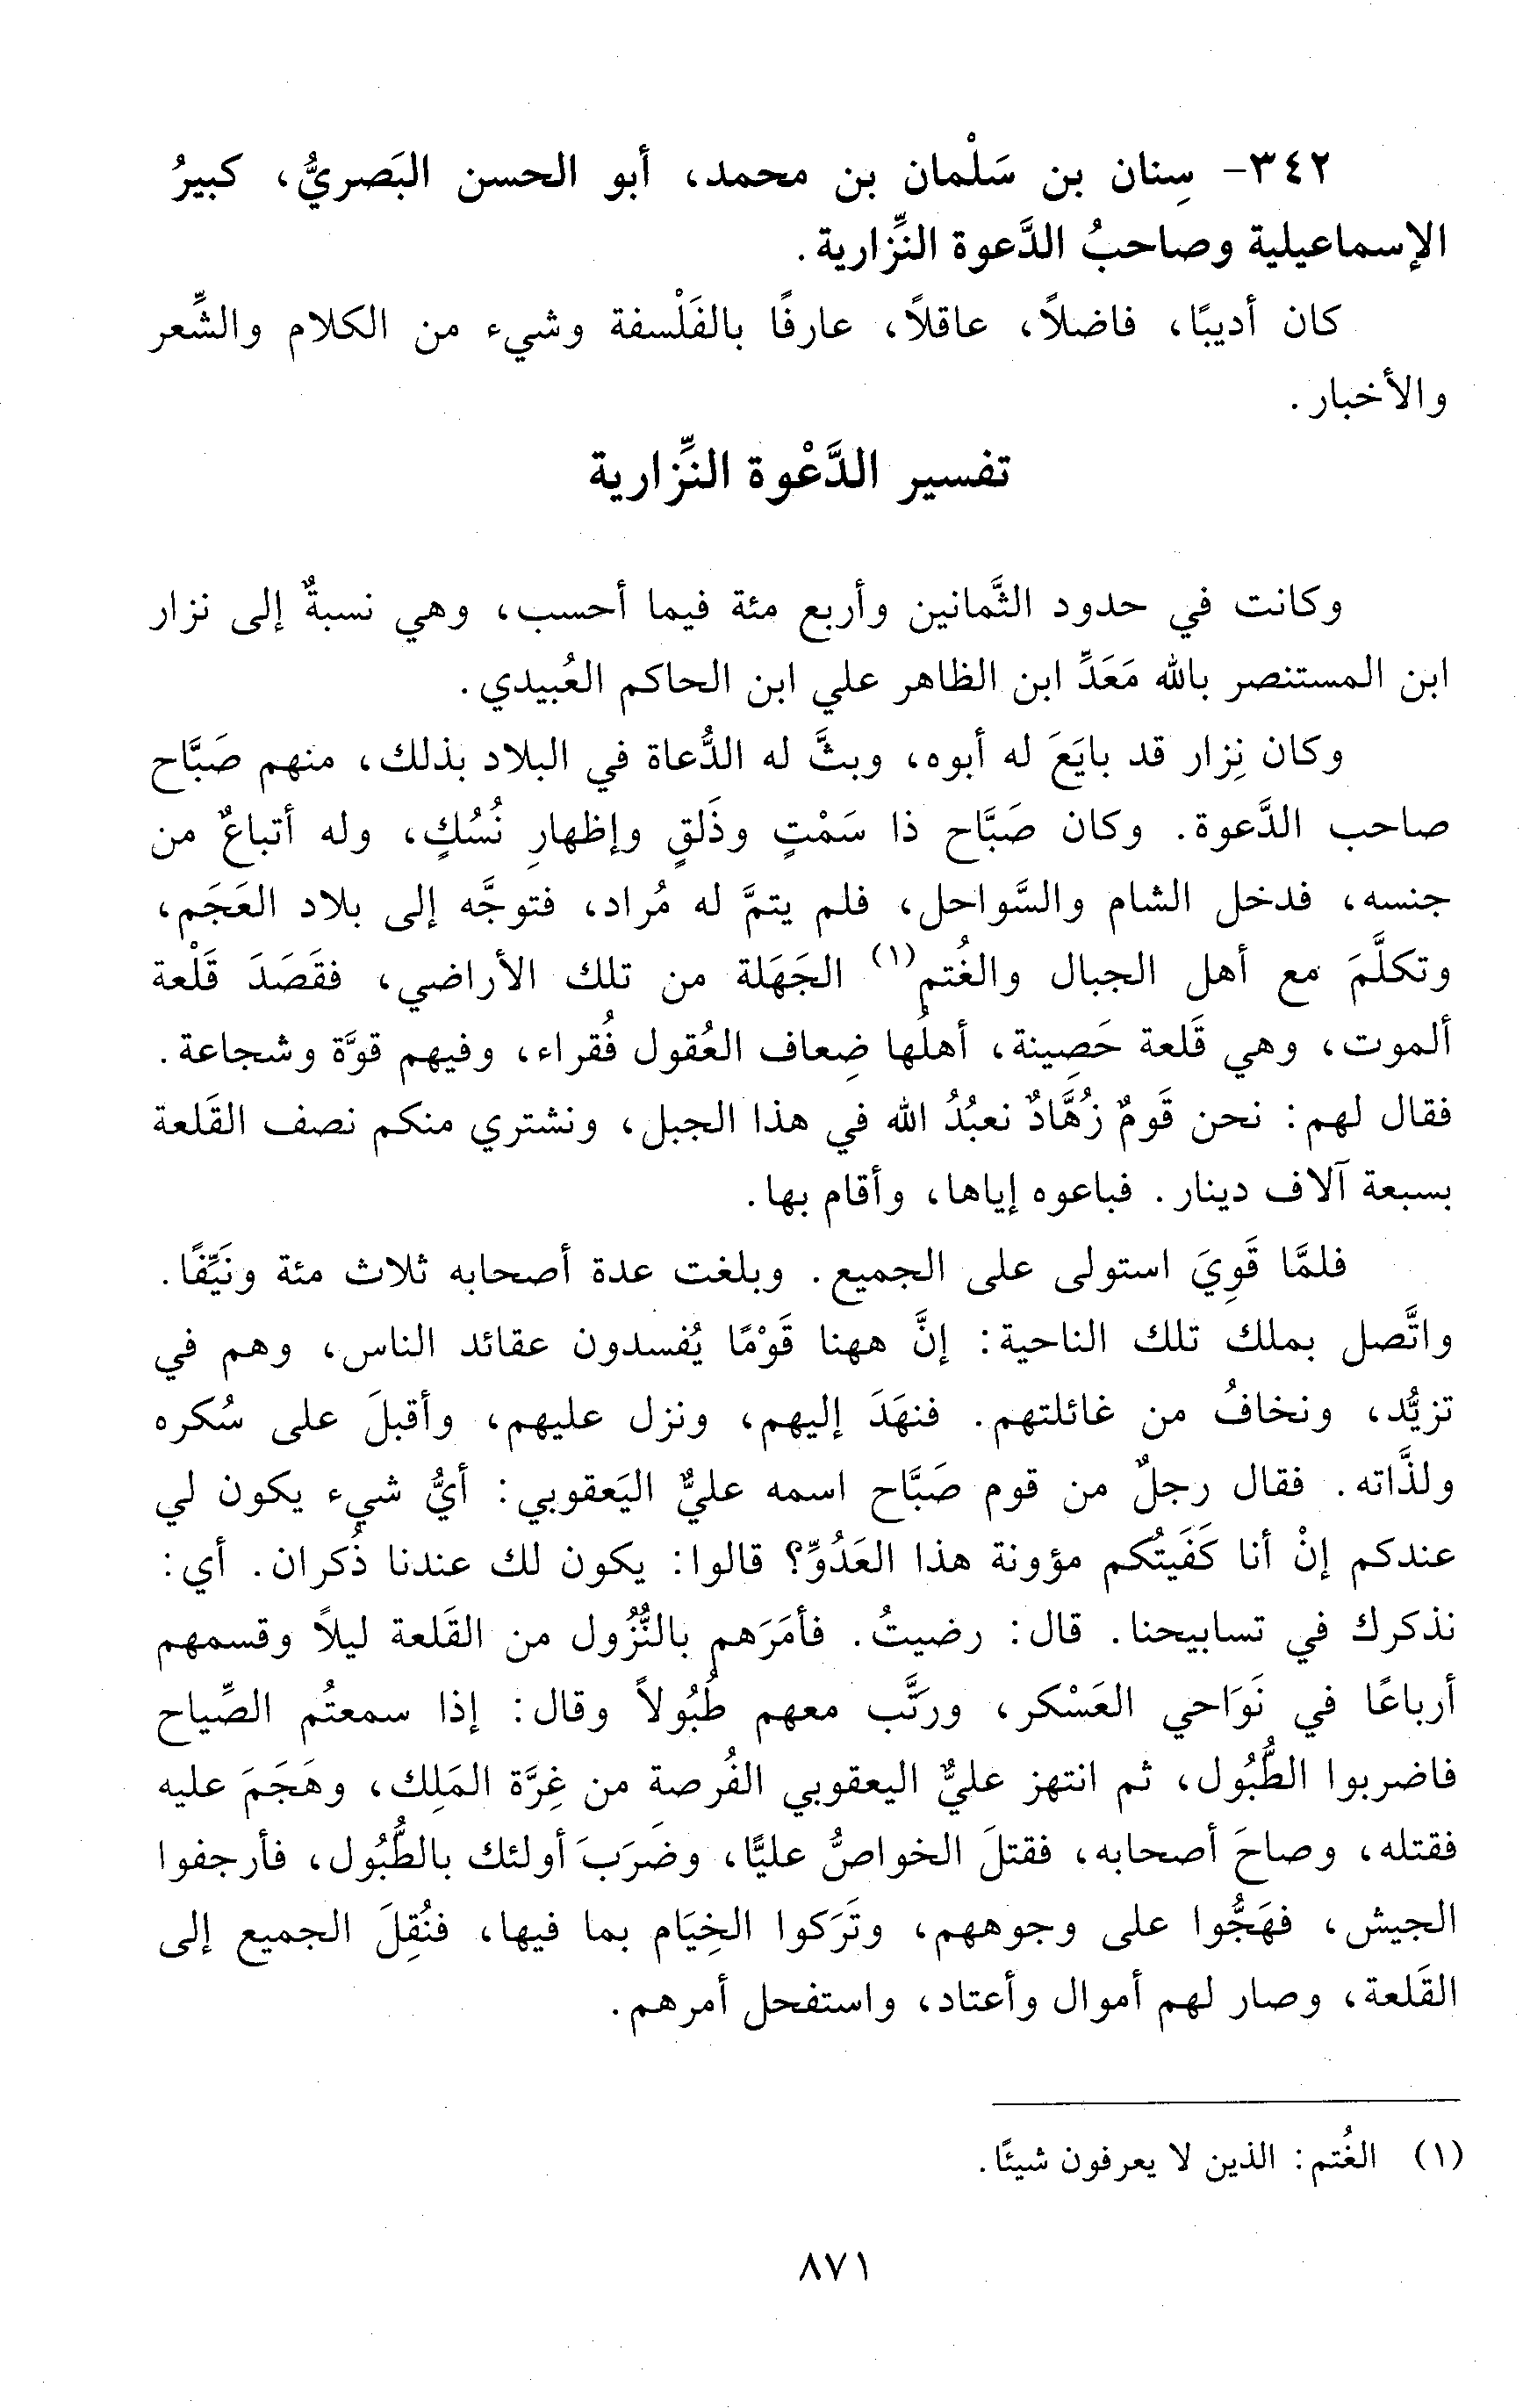 ٣٤٢- سِنان بن سَلْمان بن محمد، أبو الحسن البَصريُّ، كبيرُ
الإسماعيلية وصاحبُ الدَّعوة النِّزارية.
كان أديبًا، فاضلاً، عاقلاً، عارفًا بالفَلْسفة وشيء من الكلام والشِّعر
والأخبار.
تفسير الدَّعْوة النِّزارية
وكانت في حدود الثَّمانين وأربع مئة فيما أحسب، وهي نسبةٌ إلى نزار
ابن المستنصر بالله مَعَدِّ ابن الظاهر علي ابن الحاكم العُبيدي.
وكان نِزار قد بايَعَ له أبوه، وبثَّ له الدُّعاة في البلاد بذلك، منهم صَبَّاح
صاحب الدَّعوة. وكان صَبَّاح ذا سَمْتٍ وذَلقٍ وإظهارِ نُسُكٍ، وله أتباعٌ من
جنسه، فدخل الشام والسَّواحل، فلم يتمَّ له مُراد، فتوجَّه إلى بلاد العَجَم،
وتكلَّمَ مع أهل الجبال والغُتم(١) الجَهَلة من تلك الأراضي، فقَصَدَ قَلْعة
ألموت، وهي قَلعة حَصِينة، أهلُها ضِعاف العُقول فُقراء، وفيهم قوَّة وشجاعة.
فقال لهم: نحن قَومٌ زُهَّادٌ نعبُدُ الله في هذا الجبل، ونشتري منكم نصف القَلعة
بسبعة آلاف دينار. فباعوه إياها، وأقام بها.
فلمَّا قَوِيَ استولى على الجميع. وبلغت عدة أصحابه ثلاث مئة ونَيِّفًا.
واتَّصل بملك تلك الناحية: إنَّ ههنا قَوْمًا يُفسدون عقائد الناس، وهم في
تزيُّد، ونخافُ من غائلتهم. فنهَدَ إليهم، ونزل عليهم، وأقبلَ على سُكره
ولذَّاته. فقال رجلٌ من قوم صَبَّاح اسمه عليٌّ اليَعقوبي: أيُّ شيء يكون لي
عندكم إنْ أنا كَفَيتُكم مؤونة هذا العَدُوِّ؟ قالوا: يكون لك عندنا ذُكران. أي:
نذكرك في تسابيحنا. قال: رضيتُ. فأمَرَهم بالنُّزُول من القَلعة ليلاً وقسمهم
أرباعًا في نَوَاحي العَسْكر، ورَتَّب معهم طُبُولاً وقال: إذا سمعتُم الصِّياح
فاضربوا الطُّبُول، ثم انتهز عليٌّ اليعقوبي الفُرصة من غِرَّة المَلِك، وهَجَمَ عليه
فقتله، وصاحَ أصحابه، فقتلَ الخواصُّ عليًّا، وضَرَبَ أولئك بالطُّبُول، فأرجفوا
الجيش، فهَجُّوا على وجوههم، وتَرَكوا الخِيَام بما فيها، فنُقِلَ الجميع إلى
القَلعة، وصار لهم أموال وأعتاد، واستفحل أمرهم.
(١) الغُتم: الذين لا يعرفون شيئًا.
٨٧١